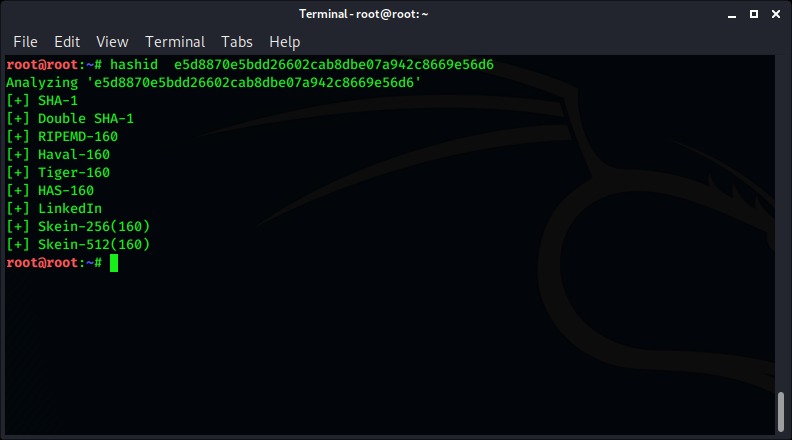 Terminal - root@root: ~
File Edit View Terminal Tabs Help
root@root:~# hashid  e5d8870e5bdd26602cab8dbe07a942c8669e56d6
Analyzing 'e5d8870e5bdd26602cab8dbe07a942c8669e56d6'
[+] SHA-1
[+] Double SHA-1
[+] RIPEMD-160
[+] Haval-160
[+] Tiger-160
[+] HAS-160
[+] LinkedIn
[+] Skein-256(160)
[+] Skein-512(160)
root@root:~#